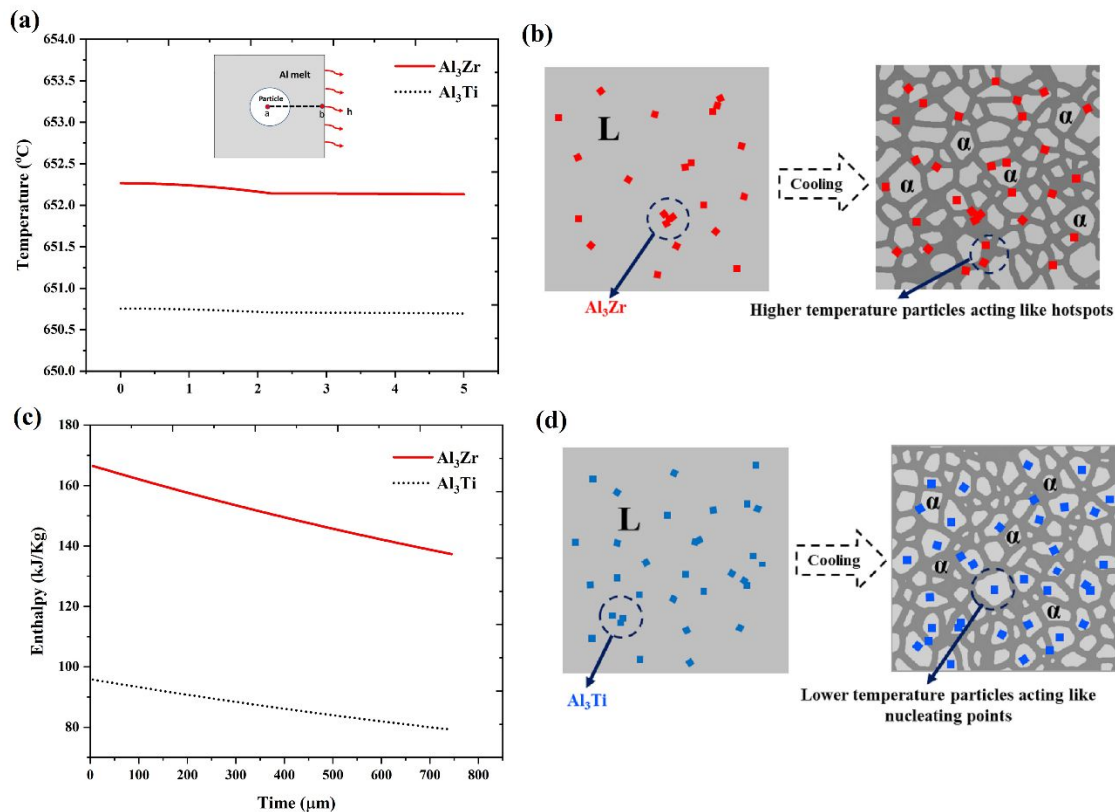 (a)
654.0
653.5
653.0
652.5
652.0
651.5
651.0
650.5
650.0
Temperature (⁰C)
Al₃Zr
Al₃Ti
Al melt
Particle
a
b
h
0 1 2 3 4 5
(b)
L
Cooling
α
α
α
α
Al₃Zr
Higher temperature particles acting like hotspots
(c)
180
160
140
120
100
80
Enthalpy (kJ/Kg)
Al₃Zr
Al₃Ti
0 100 200 300 400 500 600 700 800
Time (μm)
(d)
L
Cooling
α
α
α
α
α
Al₃Ti
Lower temperature particles acting like
nucleating points